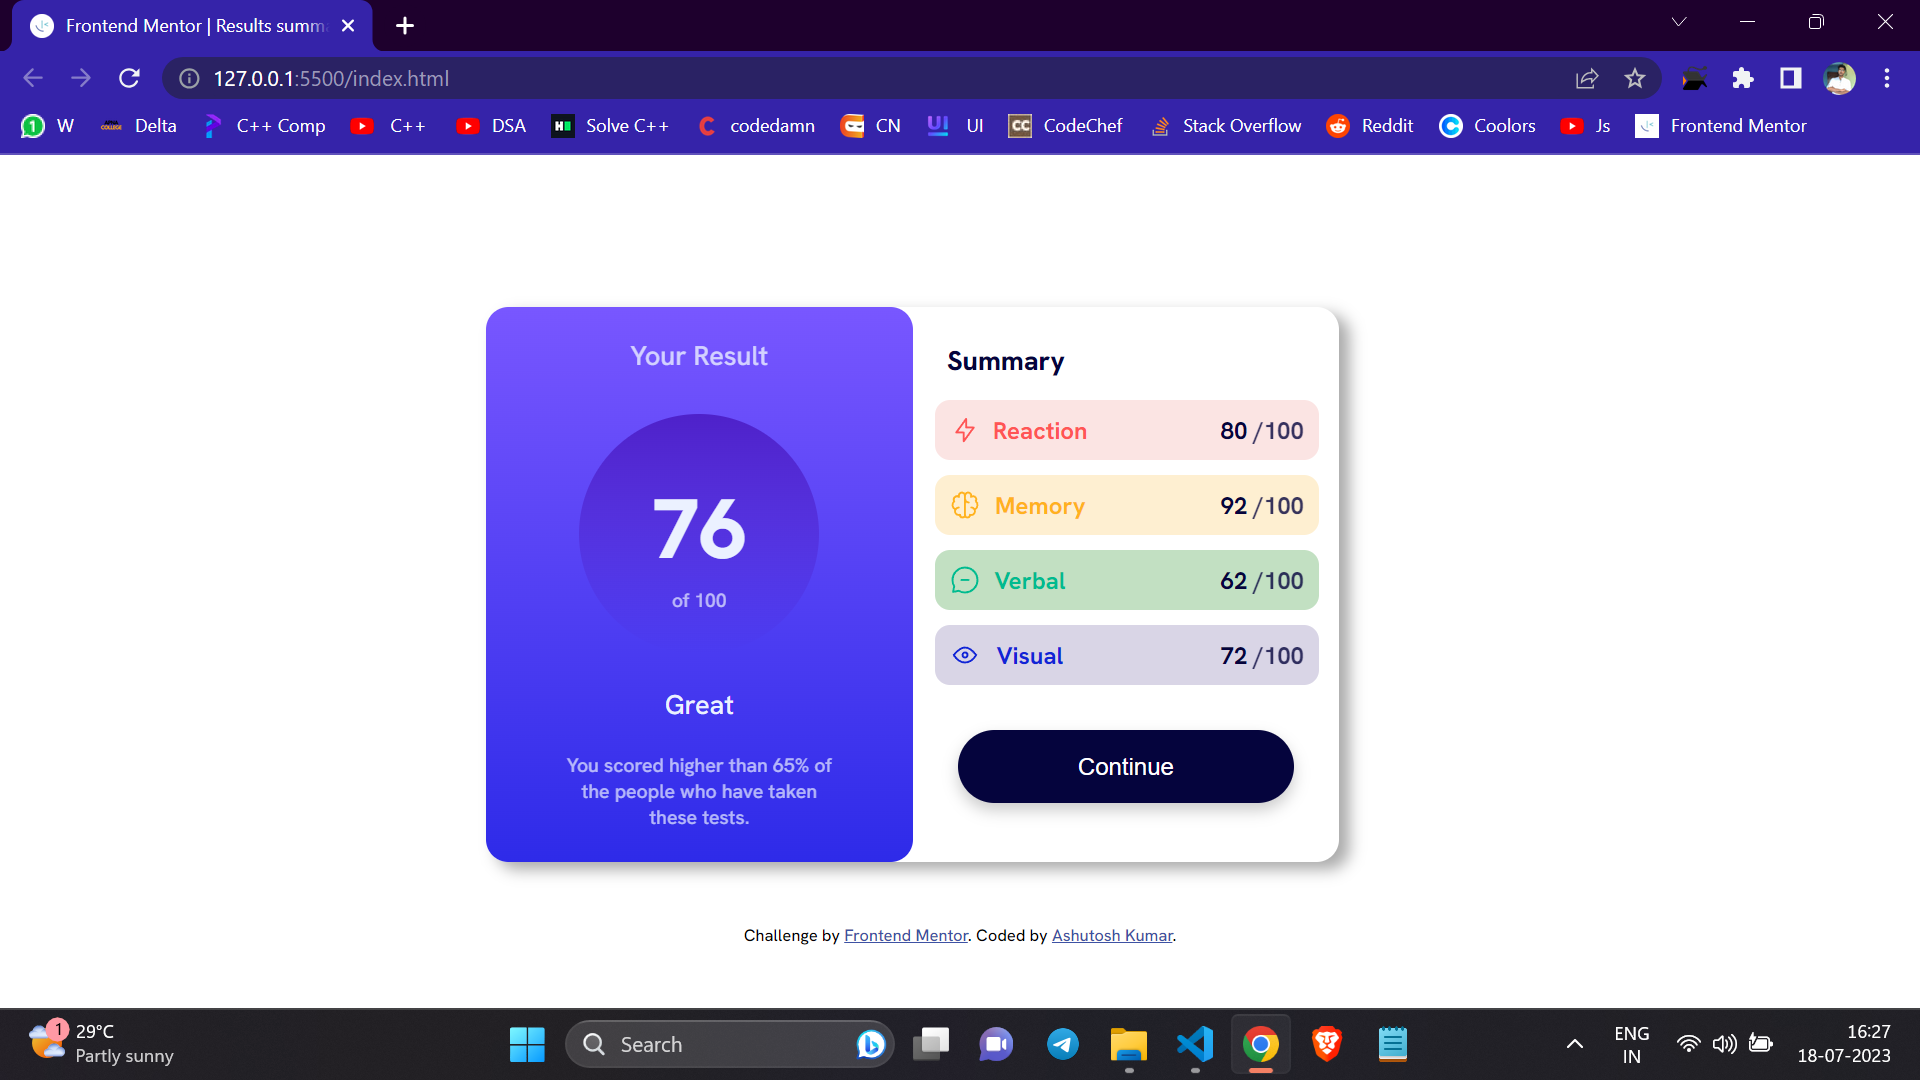 Frontend Mentor | Results summ
127.0.0.1:5500/index.html
1 W Delta C++ Comp C++ DSA Solve C++ codedamn CN UI CodeChef Stack Overflow Reddit Coolors Js Frontend Mentor
Your Result
76
of 100
Great
You scored higher than 65% of
the people who have taken
these tests.
Summary
Reaction 80 /100
Memory 92 /100
Verbal 62 /100
Visual 72 /100
Continue
Challenge by Frontend Mentor. Coded by Ashutosh Kumar.
1 29°C
Partly sunny
Search
ENG
IN
16:27
18-07-2023